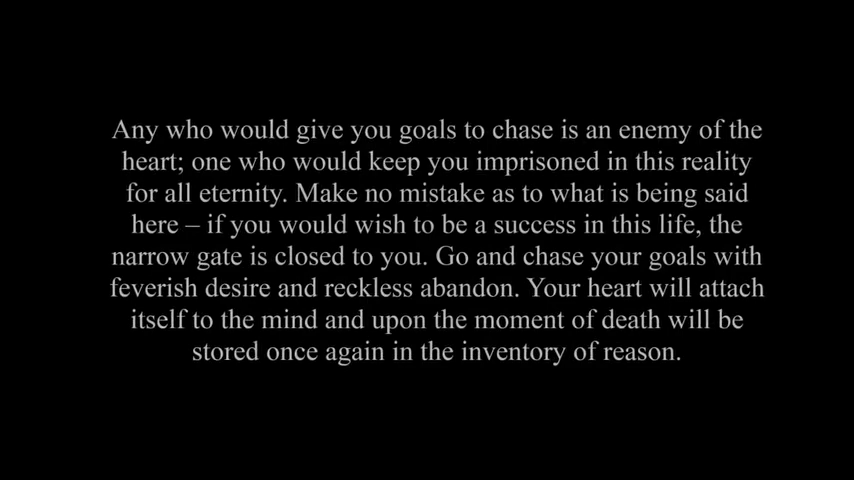 Any who would give you goals to chase is an enemy of the
heart; one who would keep you imprisoned in this reality
for all eternity. Make no mistake as to what is being said
here – if you would wish to be a success in this life, the
narrow gate is closed to you. Go and chase your goals with
feverish desire and reckless abandon. Your heart will attach
itself to the mind and upon the moment of death will be
stored once again in the inventory of reason.